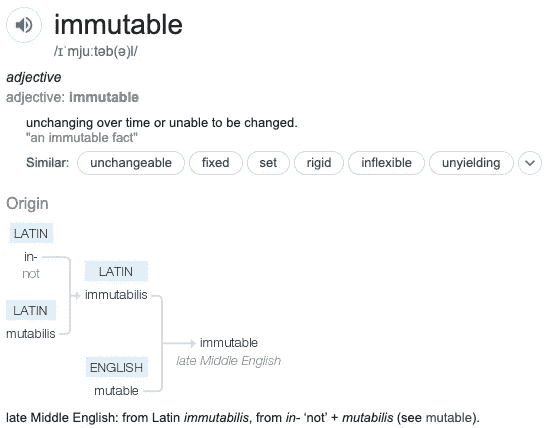 immutable
/ɪˈmjuːtəb(ə)l/
adjective
adjective: immutable
unchanging over time or unable to be changed.
"an immutable fact"
Similar: unchangeable fixed set rigid inflexible unyielding
Origin
LATIN
in-
not
LATIN
mutabilis
LATIN
immutabilis
ENGLISH
mutable
immutable
late Middle English
late Middle English: from Latin immutabilis, from in- ‘not’ + mutabilis (see mutable).